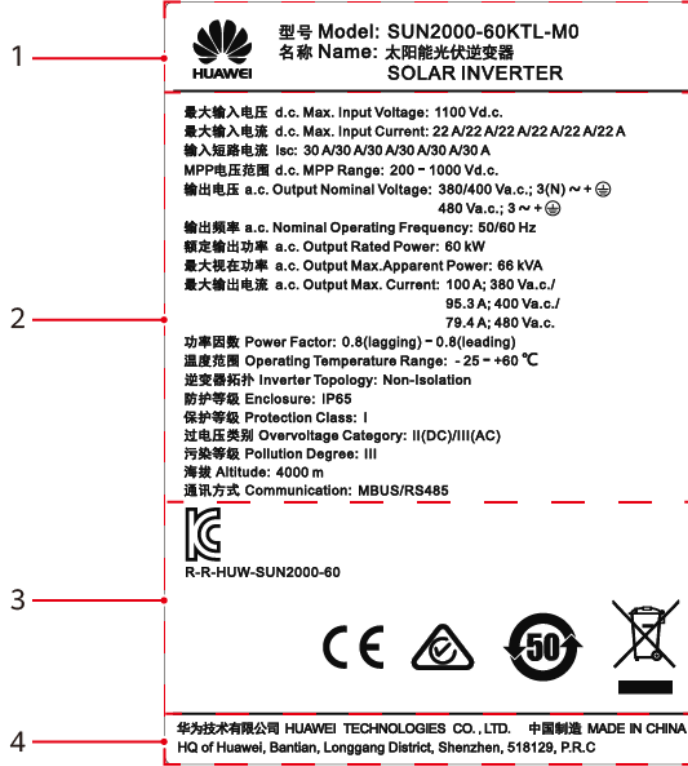 1
HUAWEI
型号 Model: SUN2000-60KTL-M0
名称 Name: 太阳能光伏逆变器
SOLAR INVERTER
2
最大输入电压 d.c. Max. Input Voltage: 1100 Vd.c.
最大输入电流 d.c. Max. Input Current: 22 A/22 A/22 A/22 A/22 A/22 A
输入短路电流 Isc: 30 A/30 A/30 A/30 A/30 A/30 A
MPP电压范围 d.c. MPP Range: 200 - 1000 Vd.c.
输出电压 a.c. Output Nominal Voltage: 380/400 Va.c.; 3(N) ~ + ⏚
480 Va.c.; 3 ~ + ⏚
输出频率 a.c. Nominal Operating Frequency: 50/60 Hz
额定输出功率 a.c. Output Rated Power: 60 kW
最大视在功率 a.c. Output Max.Apparent Power: 66 kVA
最大输出电流 a.c. Output Max. Current: 100 A; 380 Va.c./
95.3 A; 400 Va.c./
79.4 A; 480 Va.c.
功率因数 Power Factor: 0.8(lagging) - 0.8(leading)
温度范围 Operating Temperature Range: - 25 - +60 ℃
逆变器拓扑 Inverter Topology: Non-Isolation
防护等级 Enclosure: IP65
保护等级 Protection Class: I
过电压类别 Overvoltage Category: II(DC)/III(AC)
污染等级 Pollution Degree: III
海拔 Altitude: 4000 m
通讯方式 Communication: MBUS/RS485
3
R-R-HUW-SUN2000-60
CE
50
4
华为技术有限公司 HUAWEI TECHNOLOGIES CO., LTD. 中国制造 MADE IN CHINA
HQ of Huawei, Bantian, Longgang District, Shenzhen, 518129, P.R.C